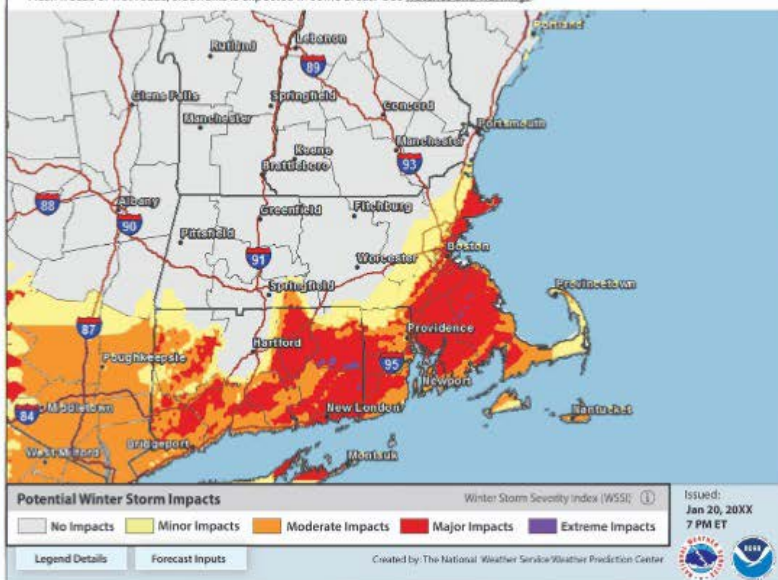 Portland
Rutland
Lebanon
89
Glens Falls
Springfield
Concord
Manchester
Manchester
Portsmouth
Keene
93
Brattleboro
88
Albany
90
Greenfield
Fitchburg
Pittsfield
91
Boston
Worcester
Springfield
Provincetown
87
Providence
Hartford
95
Poughkeepsie
Newport
84
Middletown
New London
Nantucket
Bridgeport
West Milford
Montauk
Potential Winter Storm Impacts
Winter Storm Severity Index (WSSI)
No Impacts
Minor Impacts
Moderate Impacts
Major Impacts
Extreme Impacts
Issued:
Jan 20, 20XX
7 PM ET
Legend Details
Forecast Inputs
Created by: The National Weather Service Weather Prediction Center
NOAA